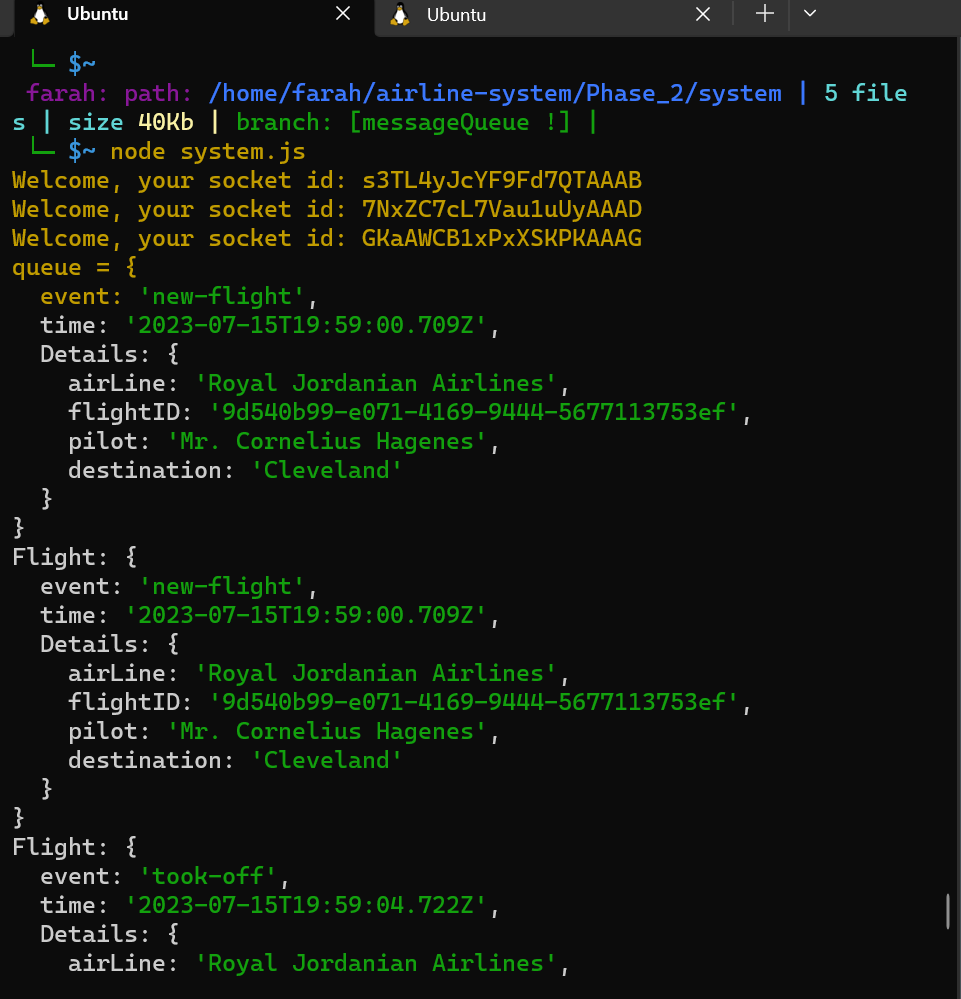 Ubuntu
Ubuntu
$~
farah: path: /home/farah/airline-system/Phase_2/system | 5 file
s | size 40Kb | branch: [messageQueue !] |
$~ node system.js
Welcome, your socket id: s3TL4yJcYF9Fd7QTAAAB
Welcome, your socket id: 7NxZC7cL7Vau1uUyAAAD
Welcome, your socket id: GKaAWCB1xPxXSKPKAAAG
queue = {
  event: 'new-flight',
  time: '2023-07-15T19:59:00.709Z',
  Details: {
    airLine: 'Royal Jordanian Airlines',
    flightID: '9d540b99-e071-4169-9444-5677113753ef',
    pilot: 'Mr. Cornelius Hagenes',
    destination: 'Cleveland'
  }
}
Flight: {
  event: 'new-flight',
  time: '2023-07-15T19:59:00.709Z',
  Details: {
    airLine: 'Royal Jordanian Airlines',
    flightID: '9d540b99-e071-4169-9444-5677113753ef',
    pilot: 'Mr. Cornelius Hagenes',
    destination: 'Cleveland'
  }
}
Flight: {
  event: 'took-off',
  time: '2023-07-15T19:59:04.722Z',
  Details: {
    airLine: 'Royal Jordanian Airlines',